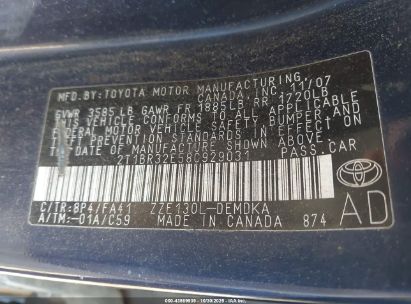 MFD.BY:TOYOTA MOTOR MANUFACTURING
CANADA, INC. 11/07
GVWR 3585LB GAWR FR 1885LB RR 1720LB
THIS VEHICLE CONFORMS TO ALL APPLICABLE
FEDERAL MOTOR VEHICLE SAFETY AND
THEFT PREVENTION STANDARDS IN EFFECT
ON THE DATE OF MANUFACTURE SHOWN ABOVE.
2T1BR32E58C929031 PASS.CAR
C/TR:8P4/FA41 ZZE130L-DEMDKA
A/TM:-01A/C59 MADE IN CANADA 874
AD